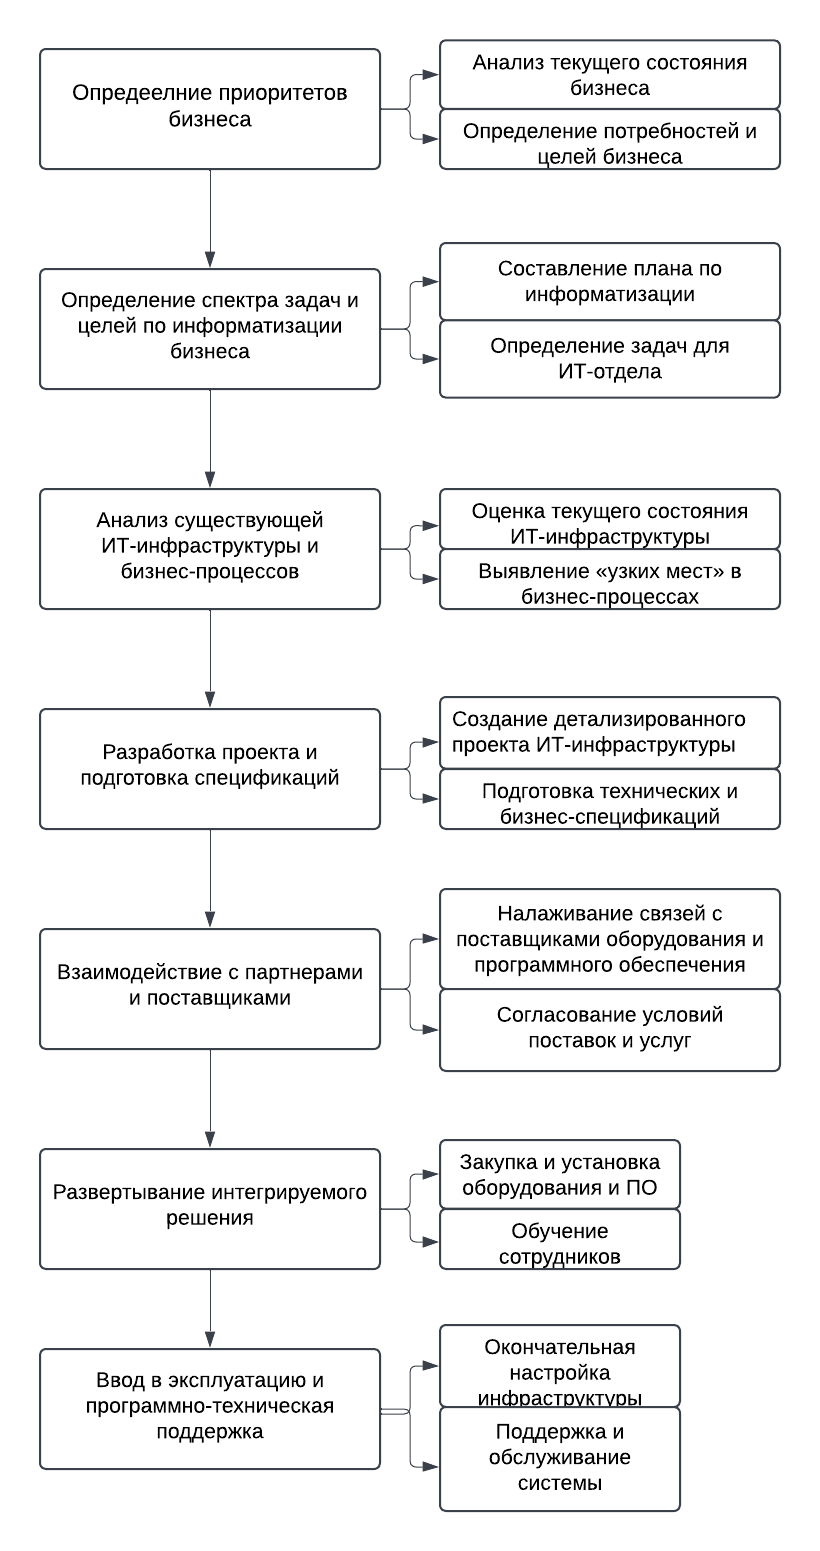 Опредеелние приоритетов
бизнеса
Анализ текущего состояния
бизнеса
Определение потребностей и
целей бизнеса
Определение спектра задач и
целей по информатизации
бизнеса
Составление плана по
информатизации
Определение задач для
ИТ-отдела
Анализ существующей
ИТ-инфраструктуры и
бизнес-процессов
Оценка текущего состояния
ИТ-инфраструктуры
Выявление «узких мест» в
бизнес-процессах
Разработка проекта и
подготовка спецификаций
Создание детализированного
проекта ИТ-инфраструктуры
Подготовка технических и
бизнес-спецификаций
Взаимодействие с партнерами
и поставщиками
Налаживание связей с
поставщиками оборудования и
программного обеспечения
Согласование условий
поставок и услуг
Развертывание интегрируемого
решения
Закупка и установка
оборудования и ПО
Обучение
сотрудников
Ввод в эксплуатацию и
программно-техническая
поддержка
Окончательная
настройка
инфраструктуры
Поддержка и
обслуживание
системы